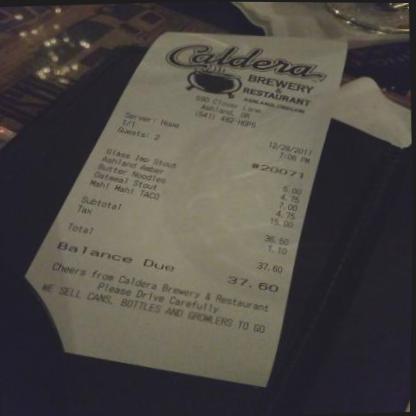 Caldera
BREWERY
&
RESTAURANT
ASHLAND, OREGON
590 Clover Lane
Ashland, OR
(541) 482-HOPS
Server: Hope 12/28/2017
1/1 7:06 PM
Guests: 2
#20071
Glass Imp Stout 5.00
Ashland Amber 4.75
Butter Noodles 7.00
Oatmeal Stout 4.75
Mahi Mahi TACO 15.00
Subtotal 36.50
Tax 1.10
Total 37.60
Balance Due 37.60
Cheers from Caldera Brewery & Restaurant
Please Drive Carefully
WE SELL CANS, BOTTLES AND GROWLERS TO GO